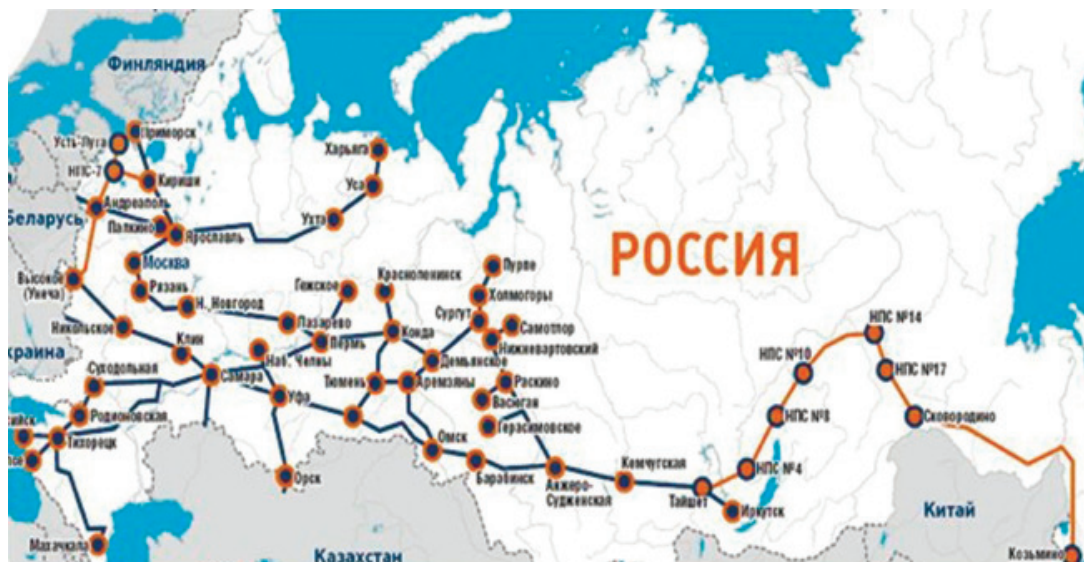 Финляндия
Приморск
Усть-Луга
Харьяга
НПС-7
Кириши
Уса
Андреаполь
Беларусь
Палкино
Ухта
Ярославль
РОССИЯ
Москва
Пурпе
Высокое
(Унеча)
Рязань
Гежское
Красноленинск
Холмогоры
Н. Новгород
Сургут
Самотлор
НПС №14
Никольское
Лазарево
Конда
Клин
Пермь
Нижневартовский
НПС №10
краина
Наб. Челны
Демьянское
НПС №17
Суходольная
Самара
Тюмень
Аремзяны
Раскино
Уфа
Васюган
Родионовская
НПС №8
Сковородино
ийск
Герасимовское
Тихорецк
Омск
Орск
Барабинск
Анжеро-
Судженская
Кемчугская
НПС №4
Тайшет
Иркутск
Китай
Махачкала
Казахстан
Козьмино